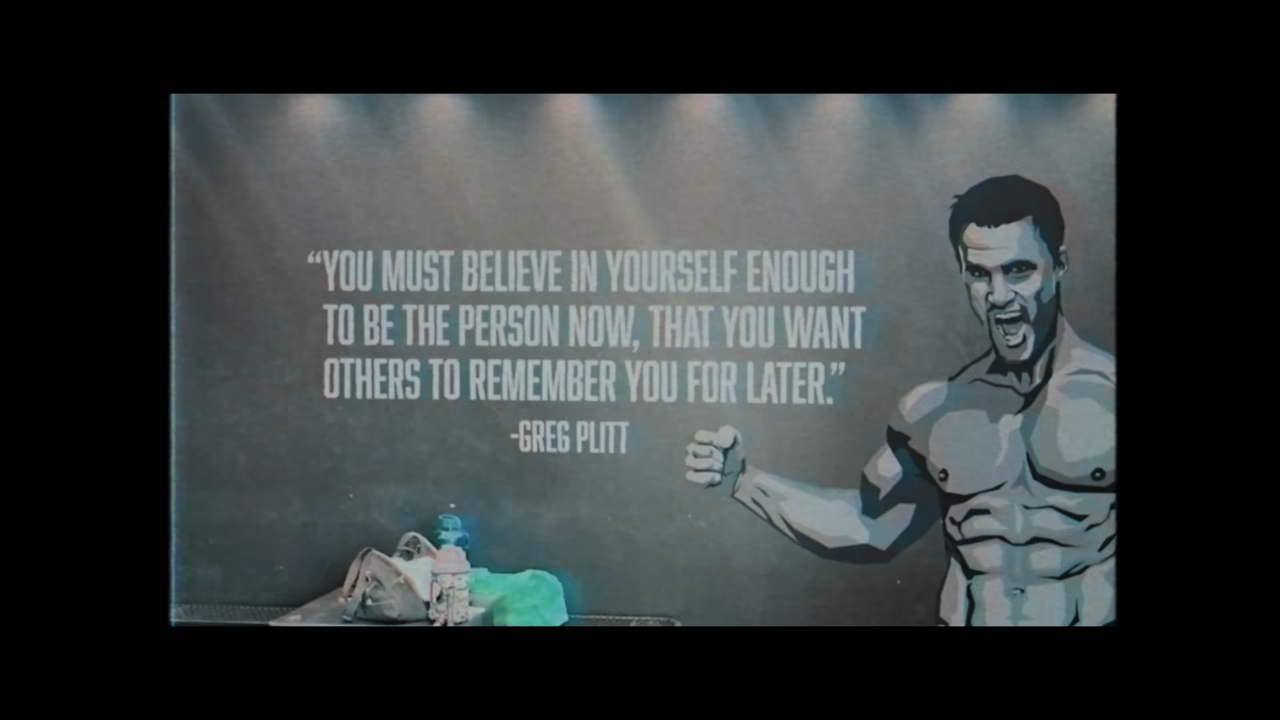 “YOU MUST BELIEVE IN YOURSELF ENOUGH
TO BE THE PERSON NOW, THAT YOU WANT
OTHERS TO REMEMBER YOU FOR LATER.”
-GREG PLITT